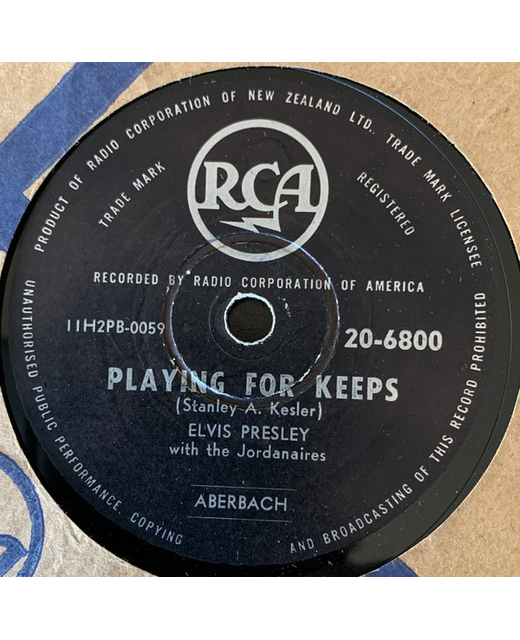 PRODUCT OF RADIO CORPORATION OF NEW ZEALAND LTD. TRADE MARK LICENSEE
TRADE MARK
REGISTERED
RCA
RECORDED BY RADIO CORPORATION OF AMERICA
11H2PB-0059
20-6800
PLAYING FOR KEEPS
(Stanley A. Kesler)
ELVIS PRESLEY
with the Jordanaires
ABERBACH
UNAUTHORISED PUBLIC PERFORMANCE, COPYING
AND BROADCASTING OF THIS RECORD PROHIBITED